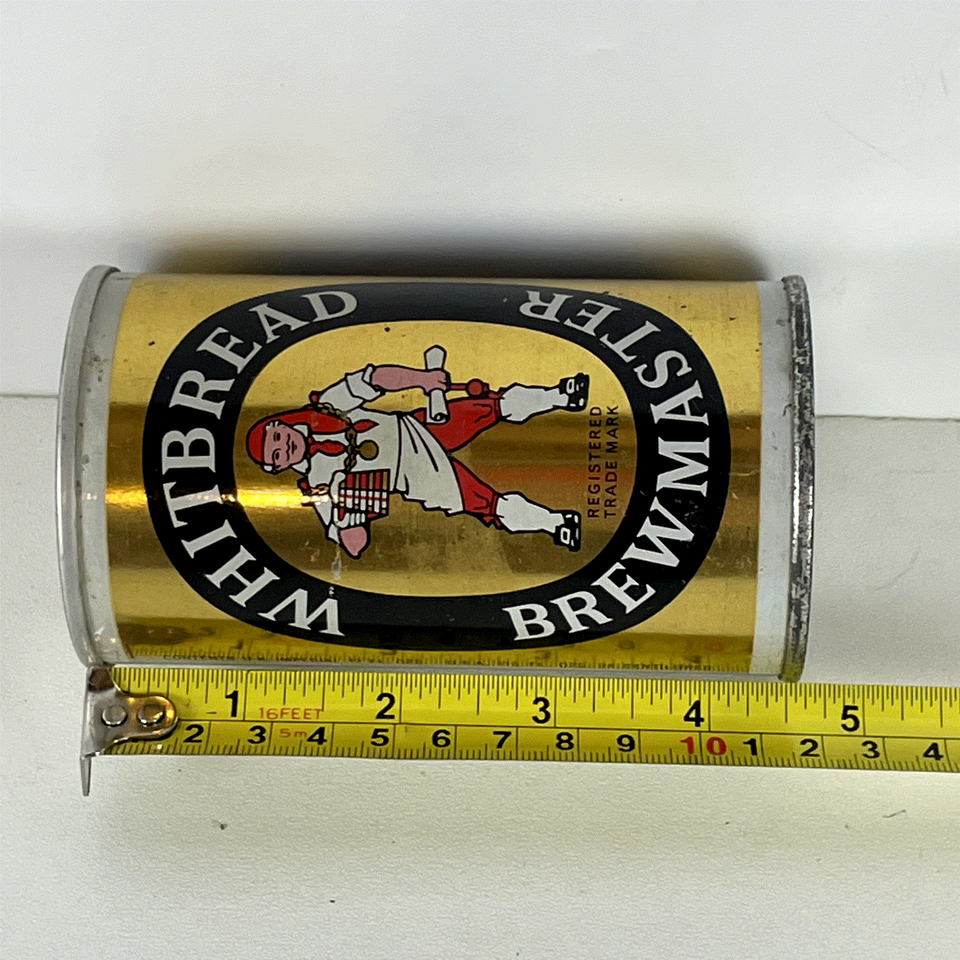 WHITBREAD
BREWMASTER
REGISTERED
TRADE MARK
1 2 3 4 5
16FEET
5m
2 3 4 5 6 7 8 9 10 1 2 3 4